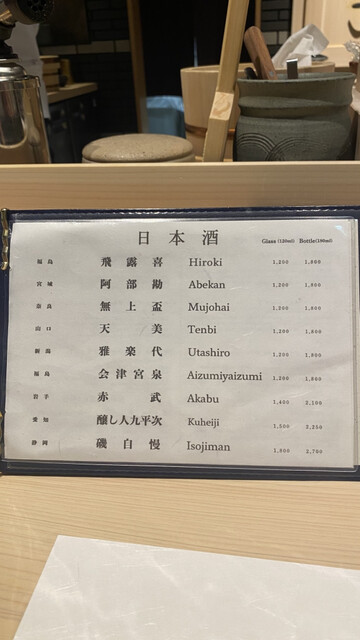 日本酒 Glass (120ml) Bottle(180ml)
福島 飛露喜 Hiroki 1,200 1,800
宮城 阿部勘 Abekan 1,200 1,800
奈良 無上盃 Mujohai 1,200 1,800
山口 天美 Tenbi 1,200 1,800
新潟 雅楽代 Utashiro 1,200 1,800
福島 会津宮泉 Aizumiyaizumi 1,200 1,800
岩手 赤武 Akabu 1,400 2,100
愛知 醸し人九平次 Kuheiji 1,500 2,250
静岡 磯自慢 Isojiman 1,800 2,700